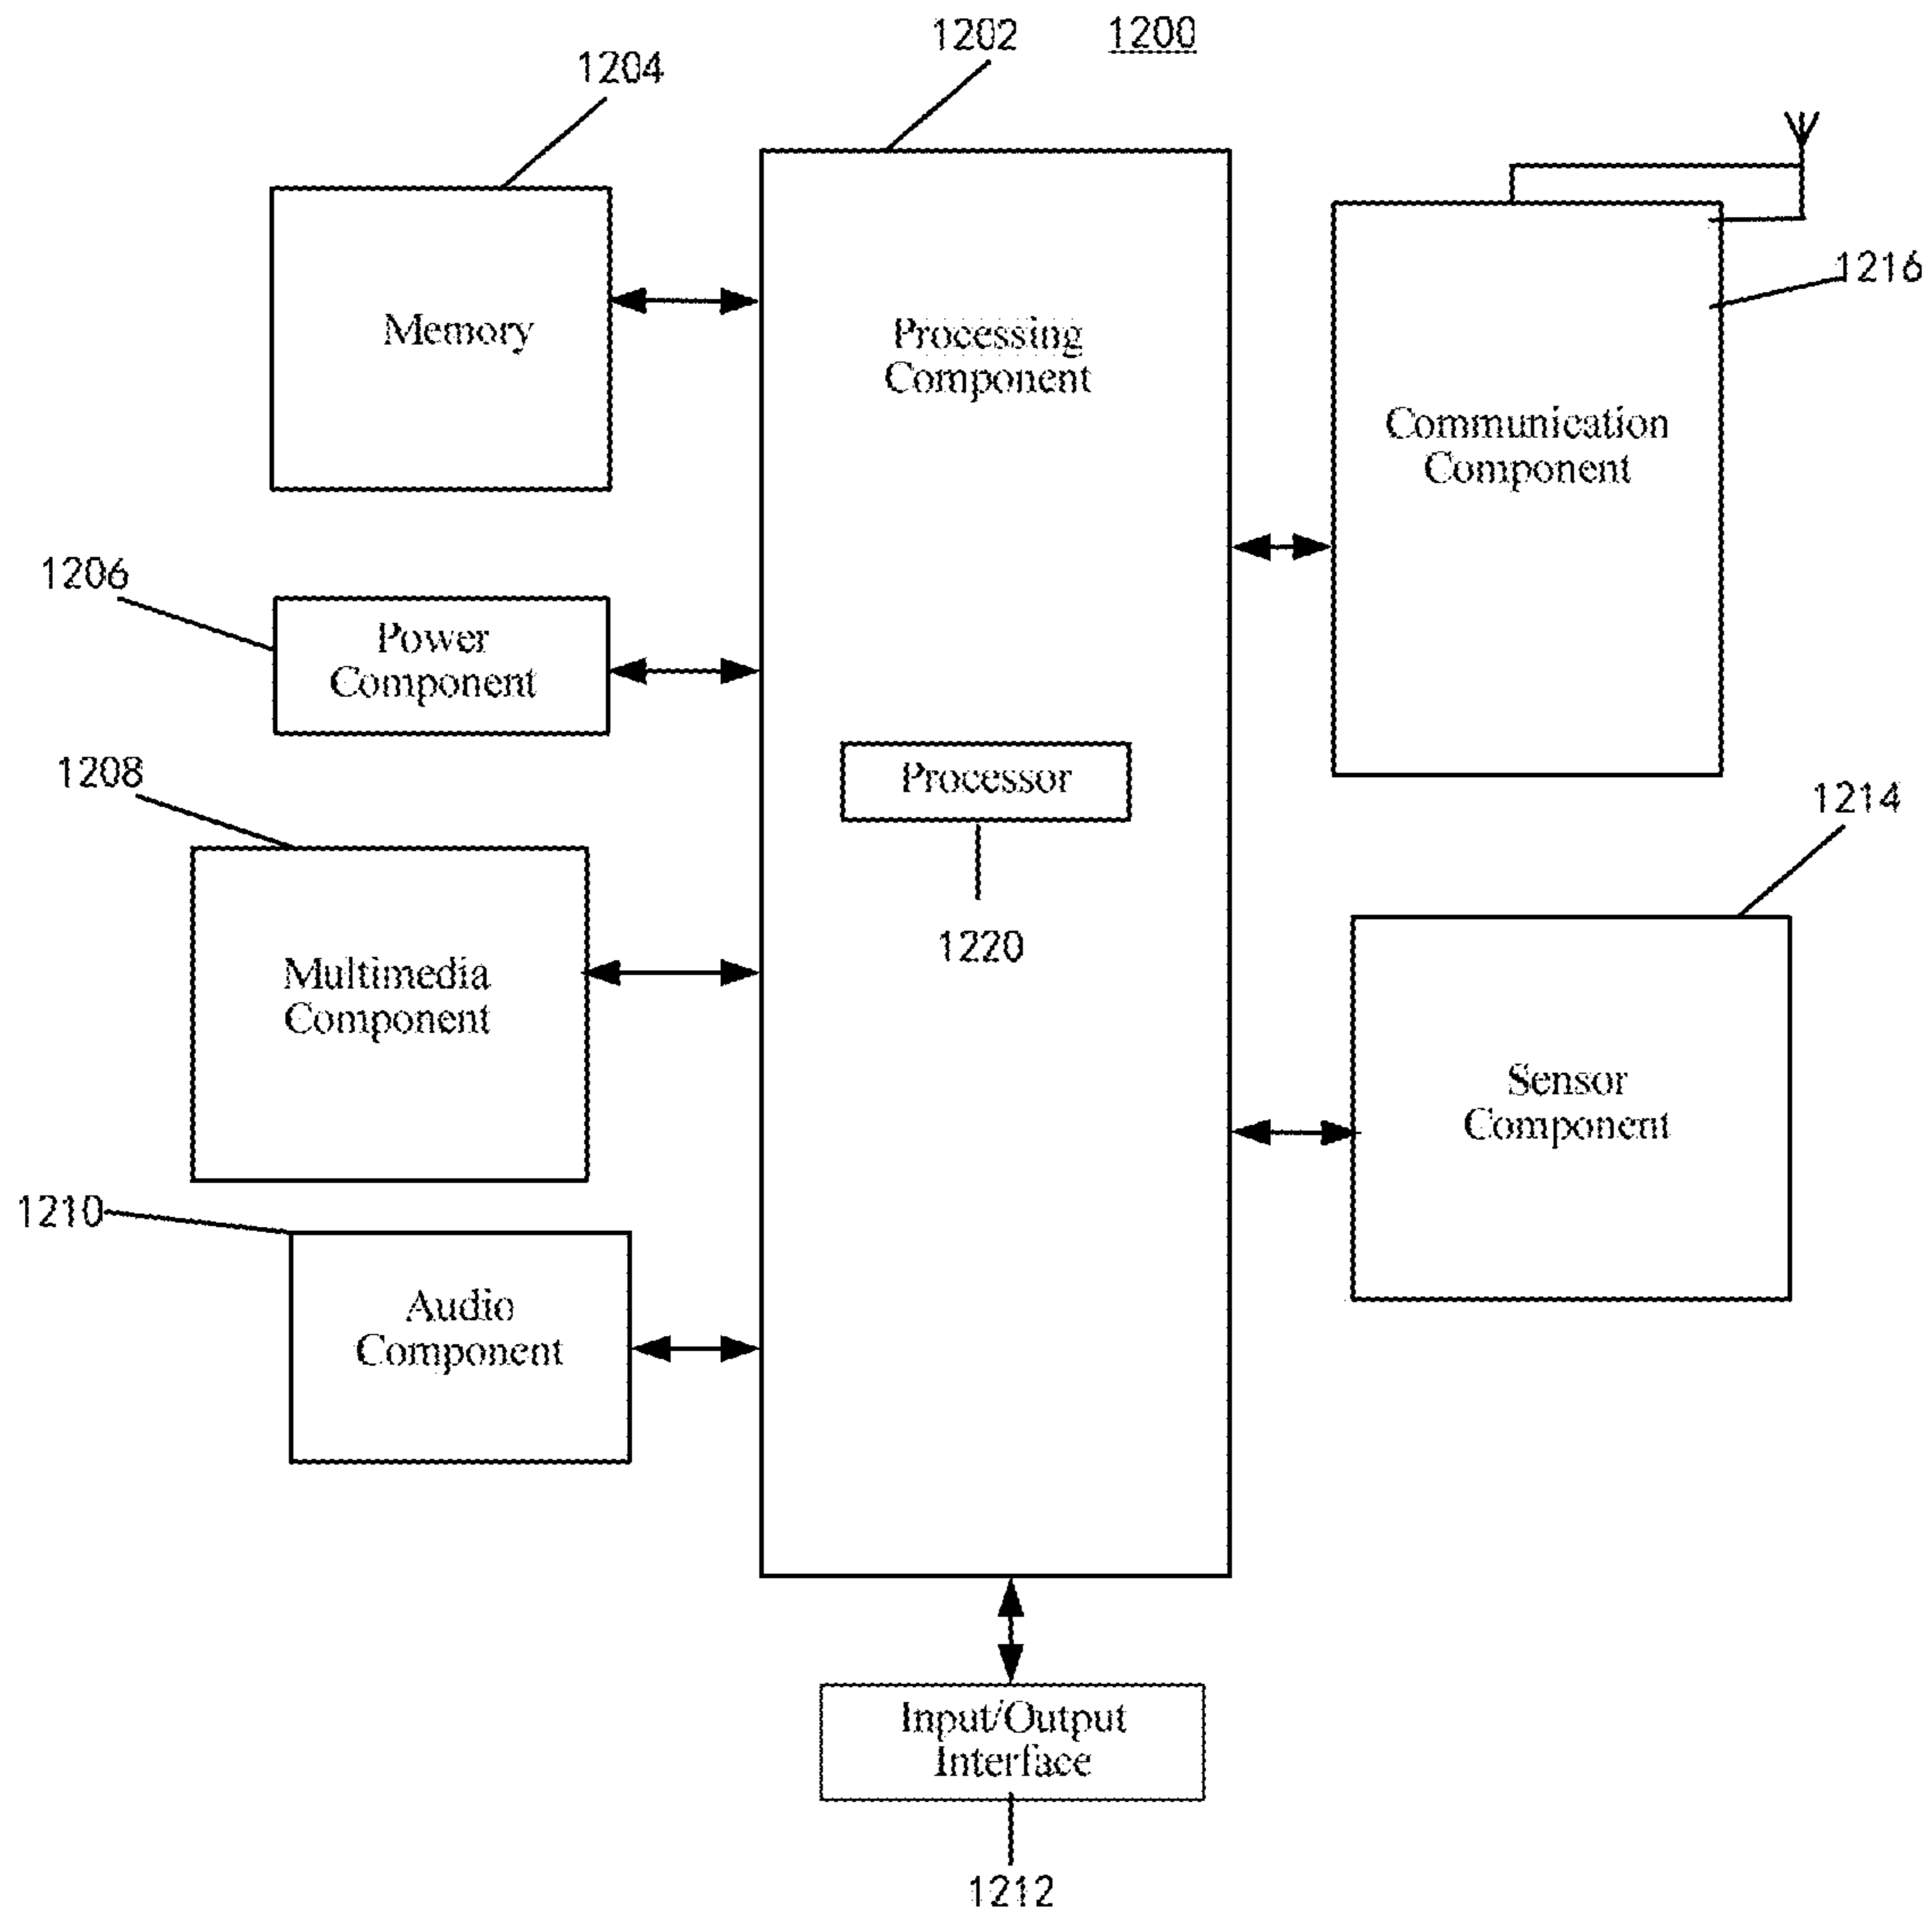 1202
1200
1204
1216
Memory
Processing
Component
Communication
Component
1206
Power
Component
1208
Processor
1214
1220
Multimedia
Component
Sensor
Component
1210
Audio
Component
Input/Output
Interface
1212